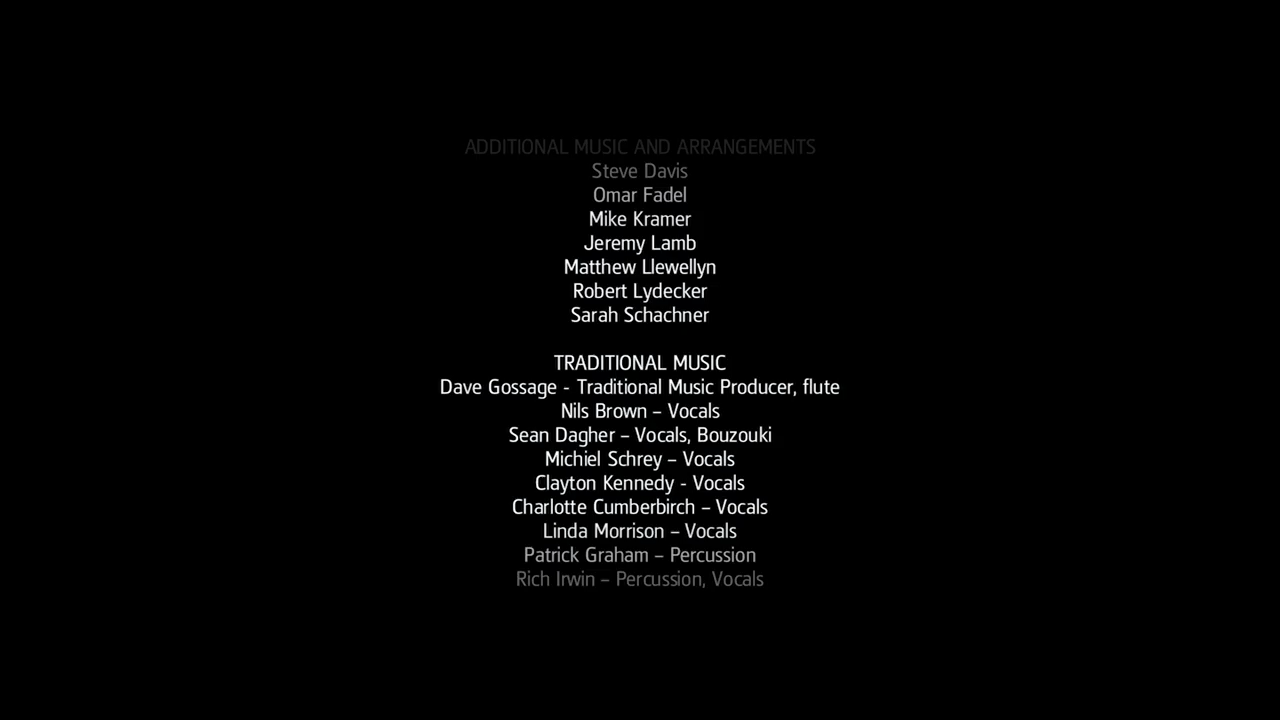 ADDITIONAL MUSIC AND ARRANGEMENTS
Steve Davis
Omar Fadel
Mike Kramer
Jeremy Lamb
Matthew Llewellyn
Robert Lydecker
Sarah Schachner
TRADITIONAL MUSIC
Dave Gossage - Traditional Music Producer, flute
Nils Brown – Vocals
Sean Dagher – Vocals, Bouzouki
Michiel Schrey – Vocals
Clayton Kennedy - Vocals
Charlotte Cumberbirch – Vocals
Linda Morrison – Vocals
Patrick Graham – Percussion
Rich Irwin – Percussion, Vocals